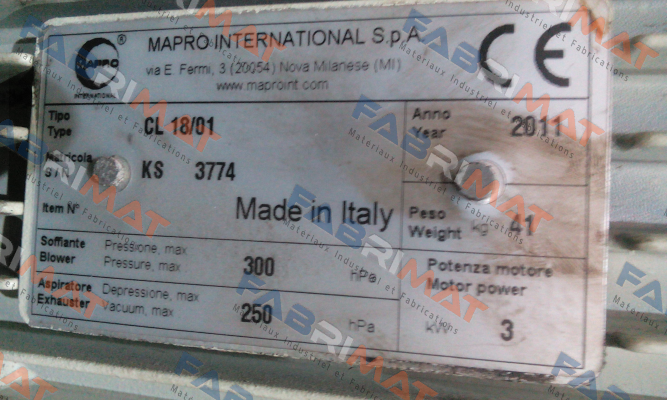 MAPRO INTERNATIONAL S.p.A.
via E. Fermi, 3 (20054) Nova Milanese (MI)
www.maproint.com
CE
MAPRO
®
INTERNATIONAL
Tipo
Type
CL 18/01
Anno
Year
2011
Matricola
S / N
KS 3774
Item N°
Made in Italy
Peso
Weight
kg
41
Soffiante
Blower
Pressione, max
Pressure, max
300
hPa
Potenza motore
Motor power
kW
3
Aspiratore
Exhauster
Depressione, max
Vacuum, max
250
hPa
FABRIMAT
Materiaux Industriel et Fabrications